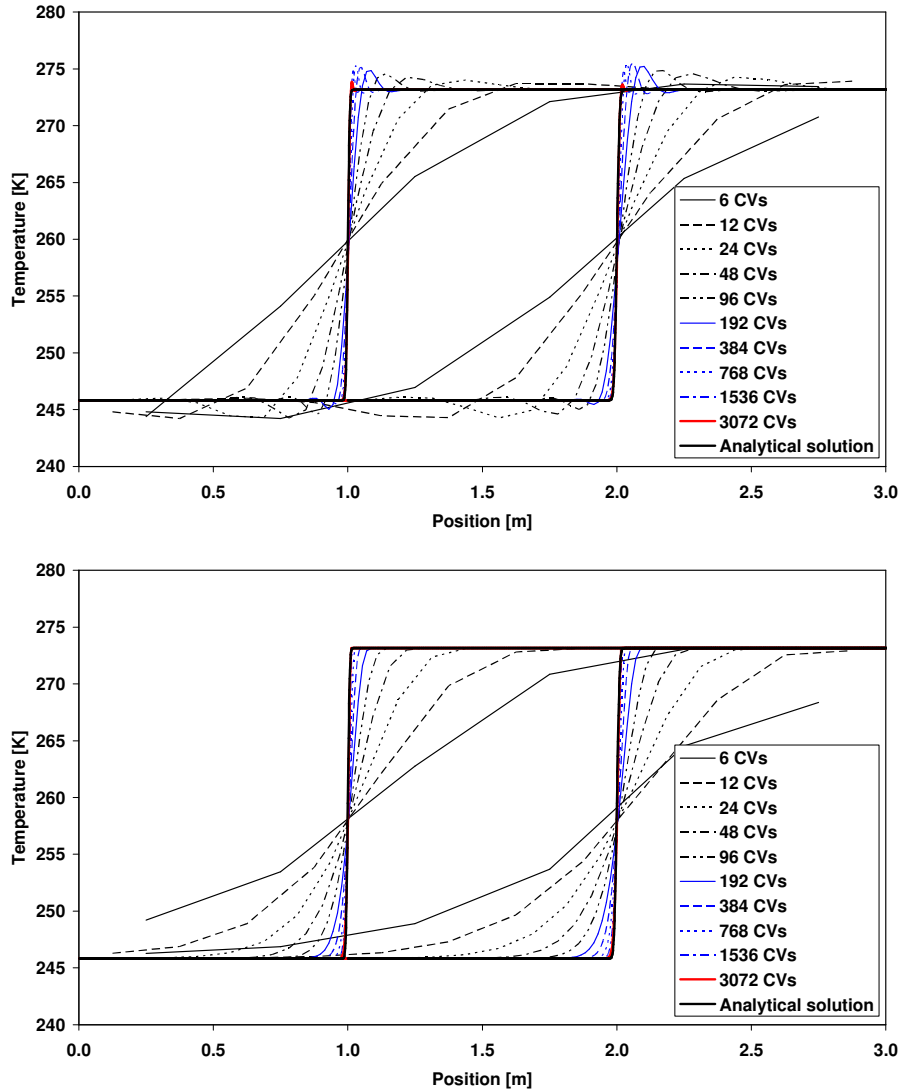 280
275
270
265
260
255
250
245
240
Temperature [K]
6 CVs
12 CVs
24 CVs
48 CVs
96 CVs
192 CVs
384 CVs
768 CVs
1536 CVs
3072 CVs
Analytical solution
0.0 0.5 1.0 1.5 2.0 2.5 3.0
Position [m]
280
275
270
265
260
255
250
245
240
Temperature [K]
6 CVs
12 CVs
24 CVs
48 CVs
96 CVs
192 CVs
384 CVs
768 CVs
1536 CVs
3072 CVs
Analytical solution
0.0 0.5 1.0 1.5 2.0 2.5 3.0
Position [m]